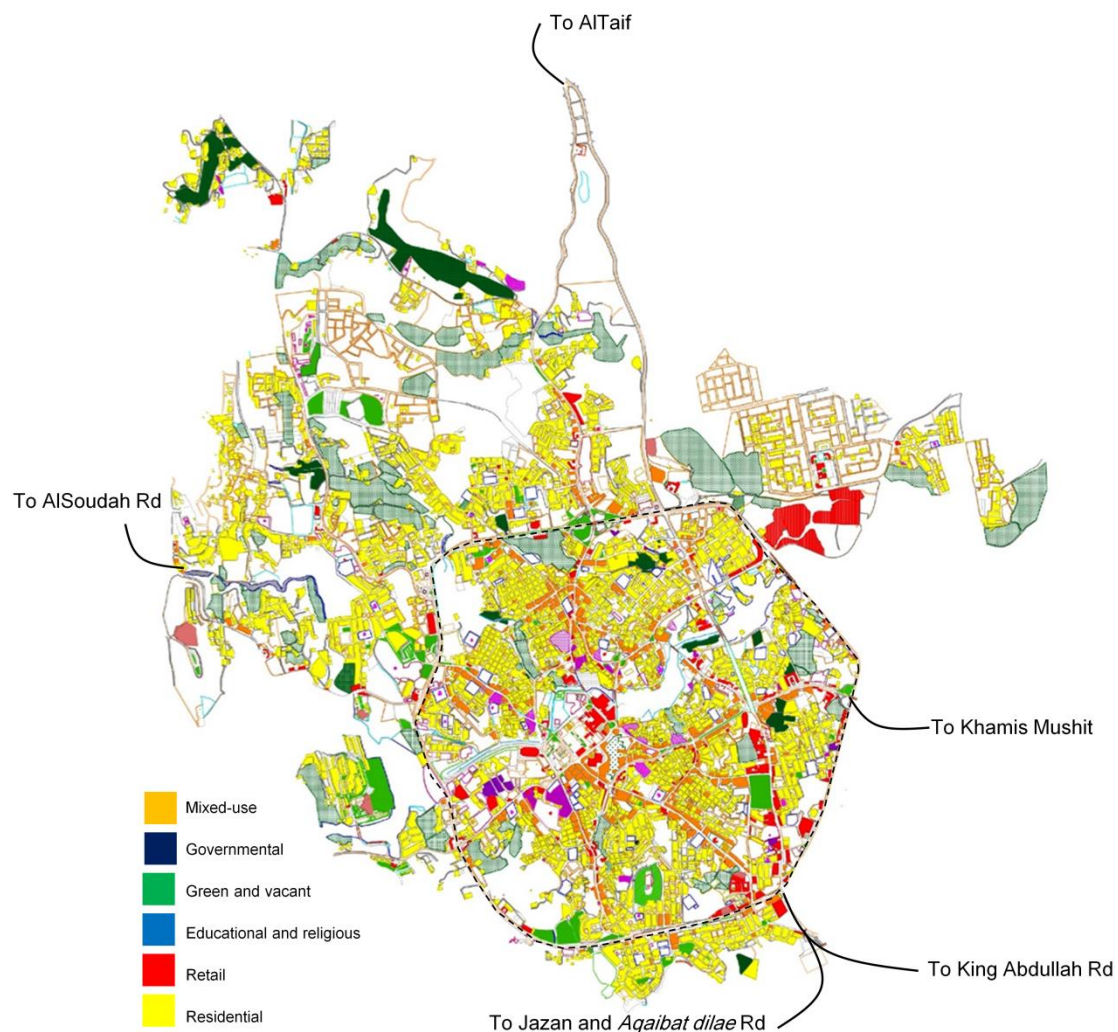 To AlTaif
To AlSoudah Rd
To Khamis Mushit
Mixed-use
Governmental
Green and vacant
Educational and religious
Retail
Residential
To King Abdullah Rd
To Jazan and Aqaibat dilae Rd